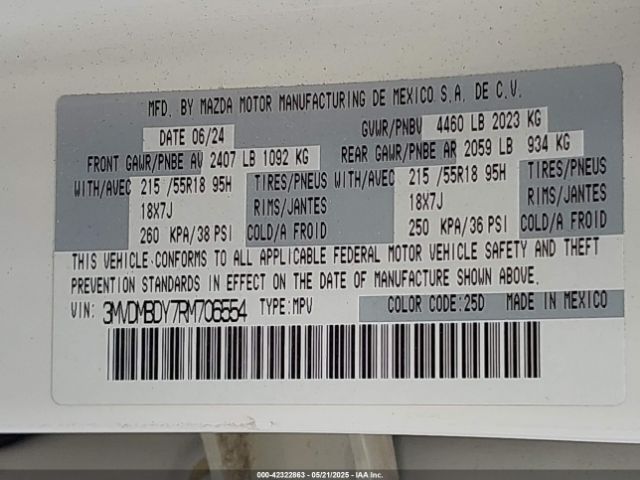 MFD. BY MAZDA MOTOR MANUFACTURING DE MEXICO S.A. DE C.V.
DATE 06/24 GVWR/PNBV 4460 LB 2023 KG
FRONT GAWR/PNBE AV 2407 LB 1092 KG REAR GAWR/PNBE AR 2059 LB 934 KG
WITH/AVEC 215 /55R18 95H TIRES/PNEUS WITH/AVEC 215 /55R18 95H TIRES/PNEUS
18X7J RIMS/JANTES 18X7J RIMS/JANTES
260 KPA/38 PSI COLD/A FROID 250 KPA/36 PSI COLD/A FROID
THIS VEHICLE CONFORMS TO ALL APPLICABLE FEDERAL MOTOR VEHICLE SAFETY AND THEFT
PREVENTION STANDARDS IN EFFECT ON THE DATE OF MANUFACTURE SHOWN ABOVE.
VIN: 3MVDMBDY7RM706554 TYPE:MPV COLOR CODE:25D MADE IN MEXICO
000-42322863 - 05/21/2025 - IAA Inc.